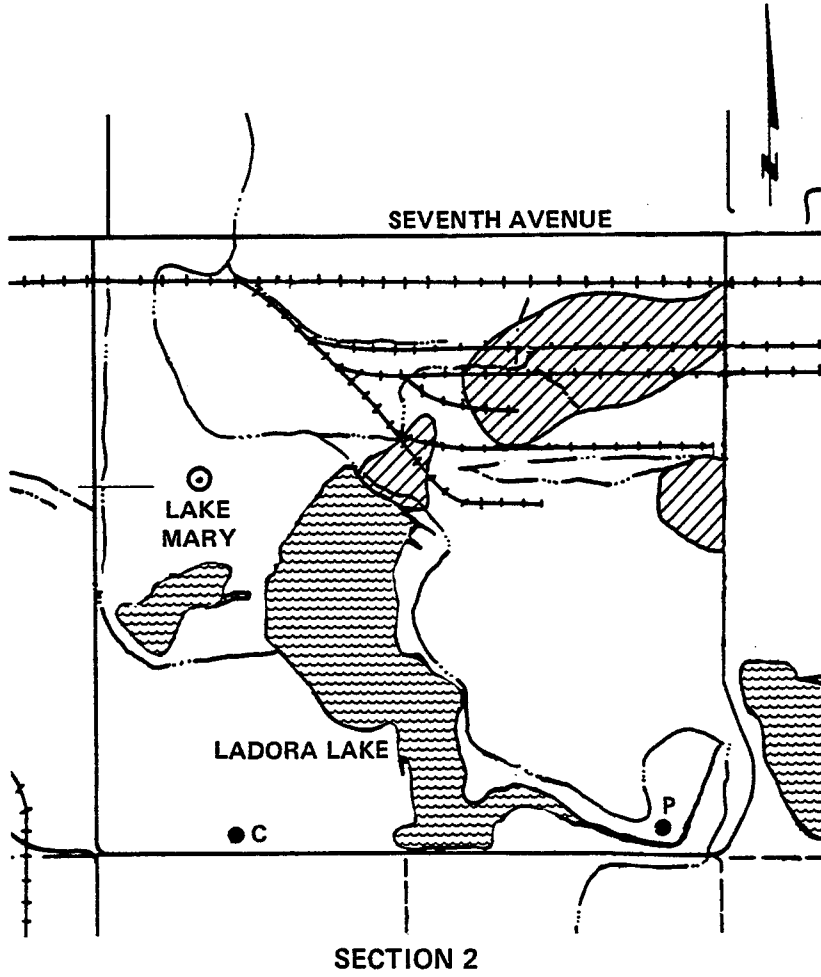 N
SEVENTH AVENUE
LAKE
MARY
LADORA LAKE
P
C
SECTION 2